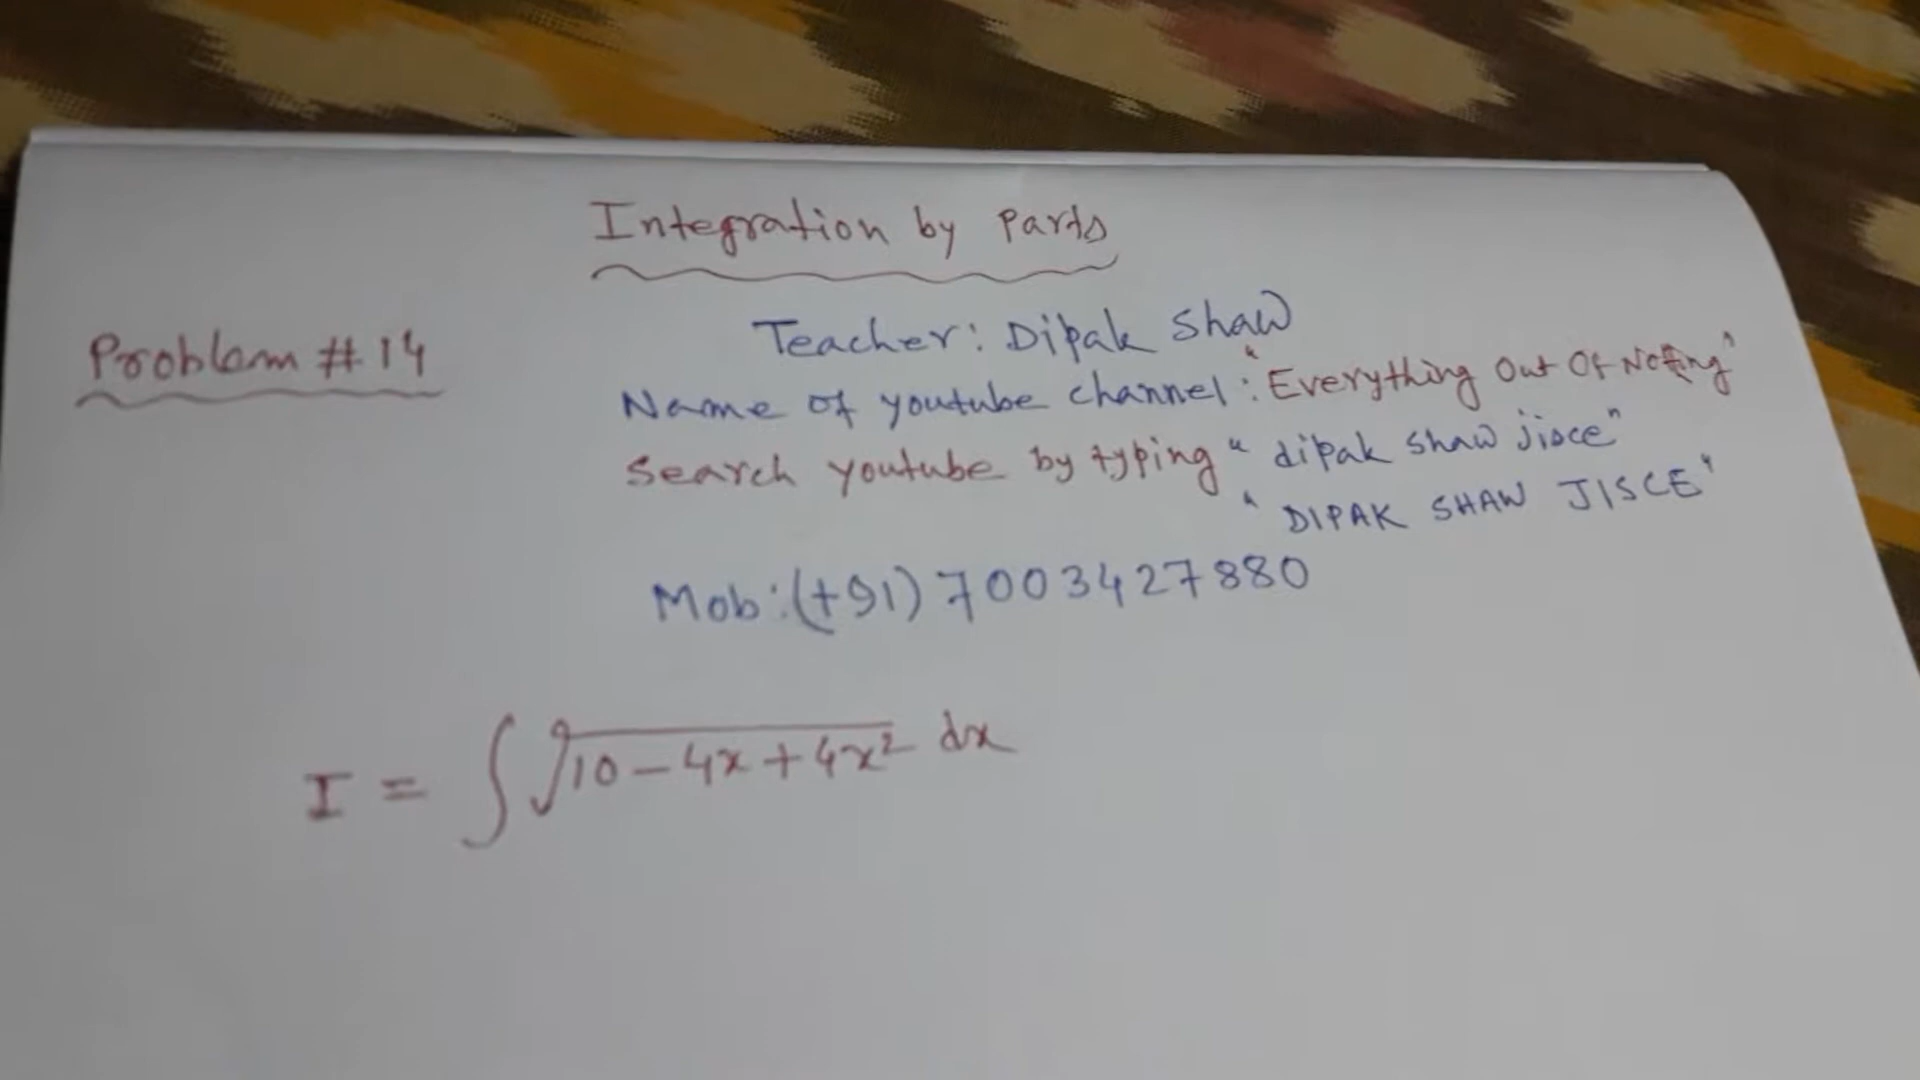 Integration by Parts
Problem # 14
Teacher: Dipak Shaw
Name of youtube channel: "Everything Out Of Nothing"
Search youtube by typing "dipak shaw jisce"
"DIPAK SHAW JISCE"
Mob: (+91) 7003427880
I = ∫ √10 - 4x + 4x² dx